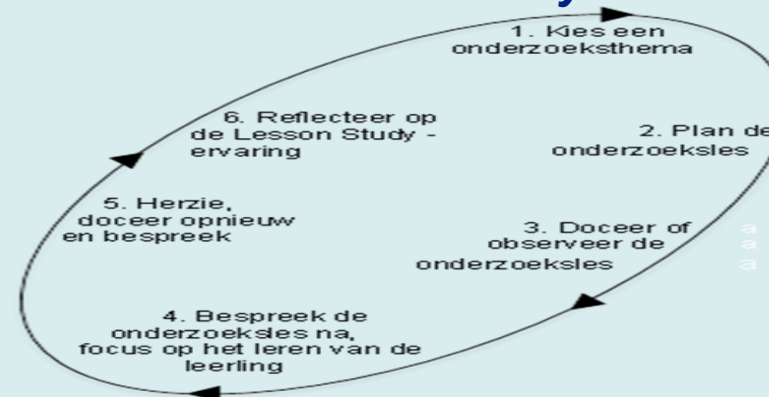 1. Kies een
onderzoeksthema
2. Plan de
onderzoeksles
3. Doceer of
observeer de
onderzoeksles
4. Bespreek de
onderzoeksles na,
focus op het leren van de
leerling
5. Herzie,
doceer opnieuw
en bespreek
6. Reflecteer op
de Lesson Study -
ervaring
a
a
a